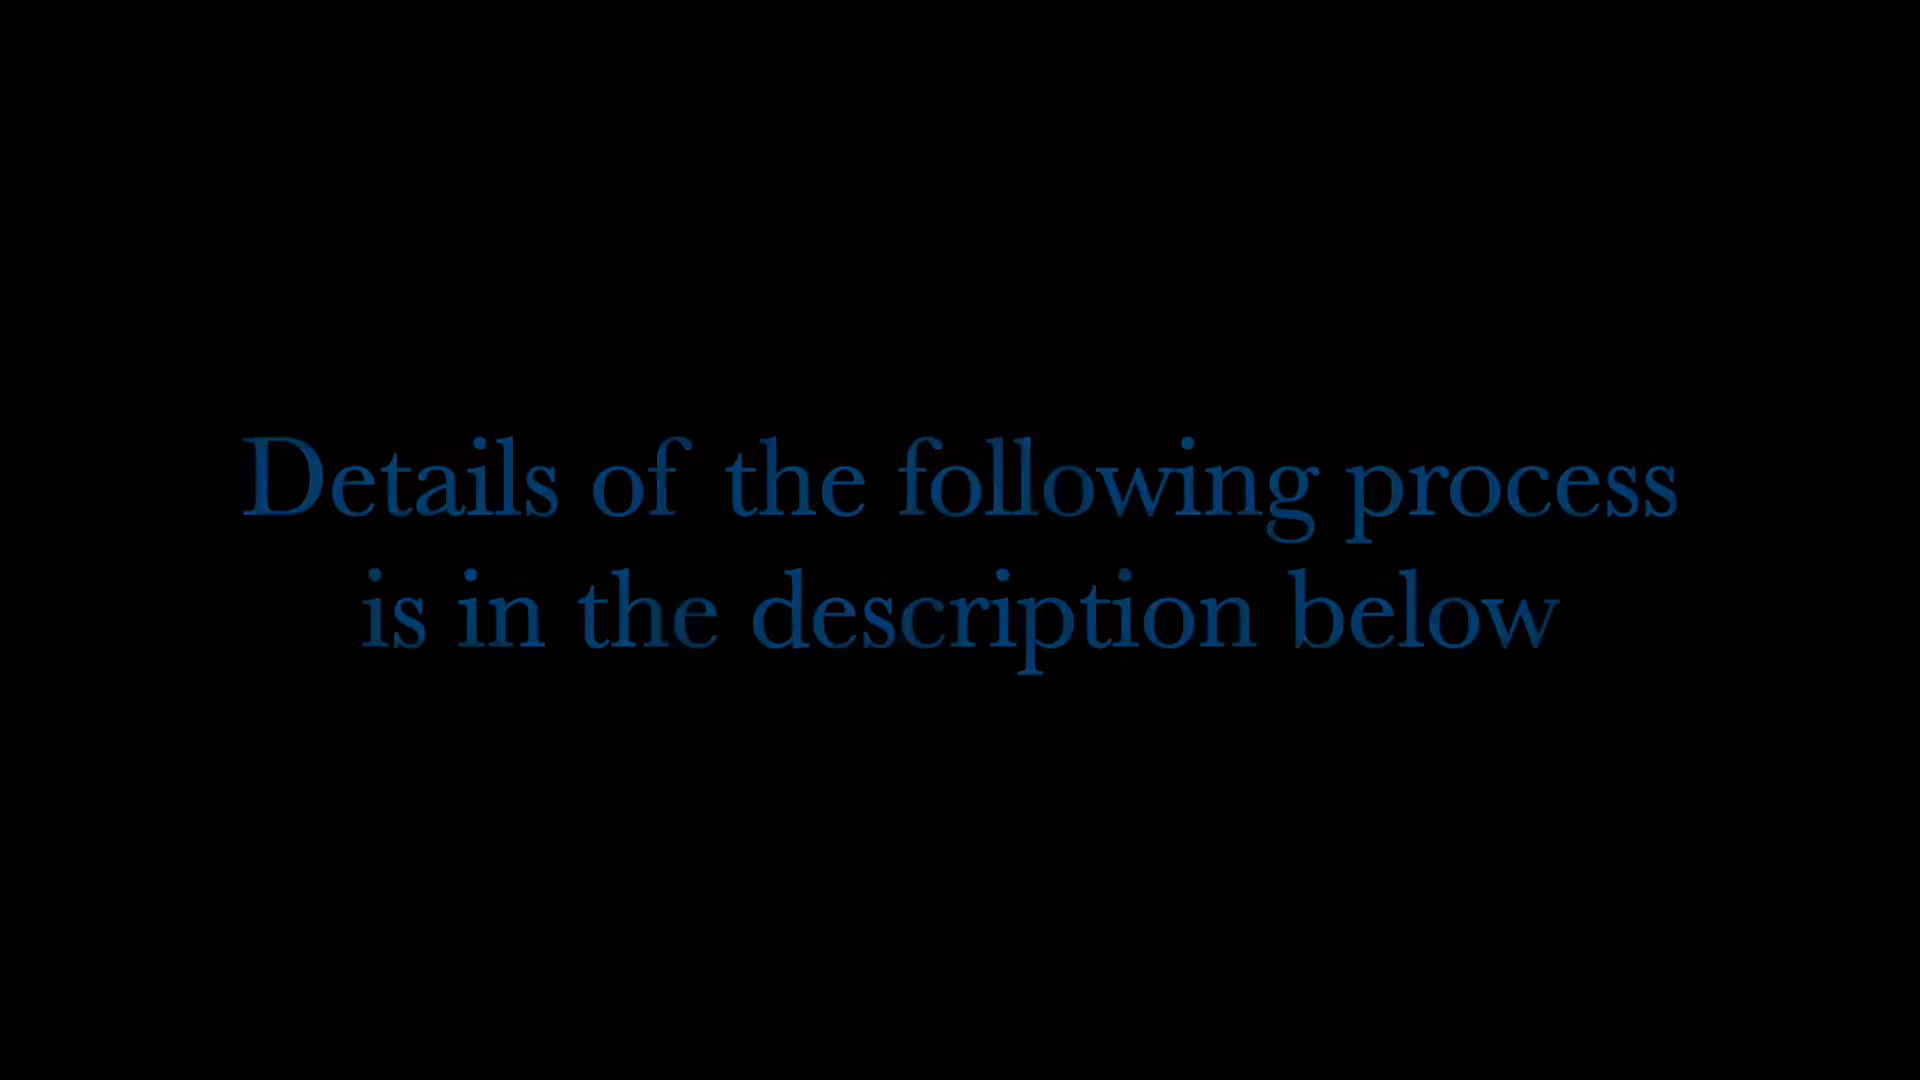 Details of the following process
is in the description below